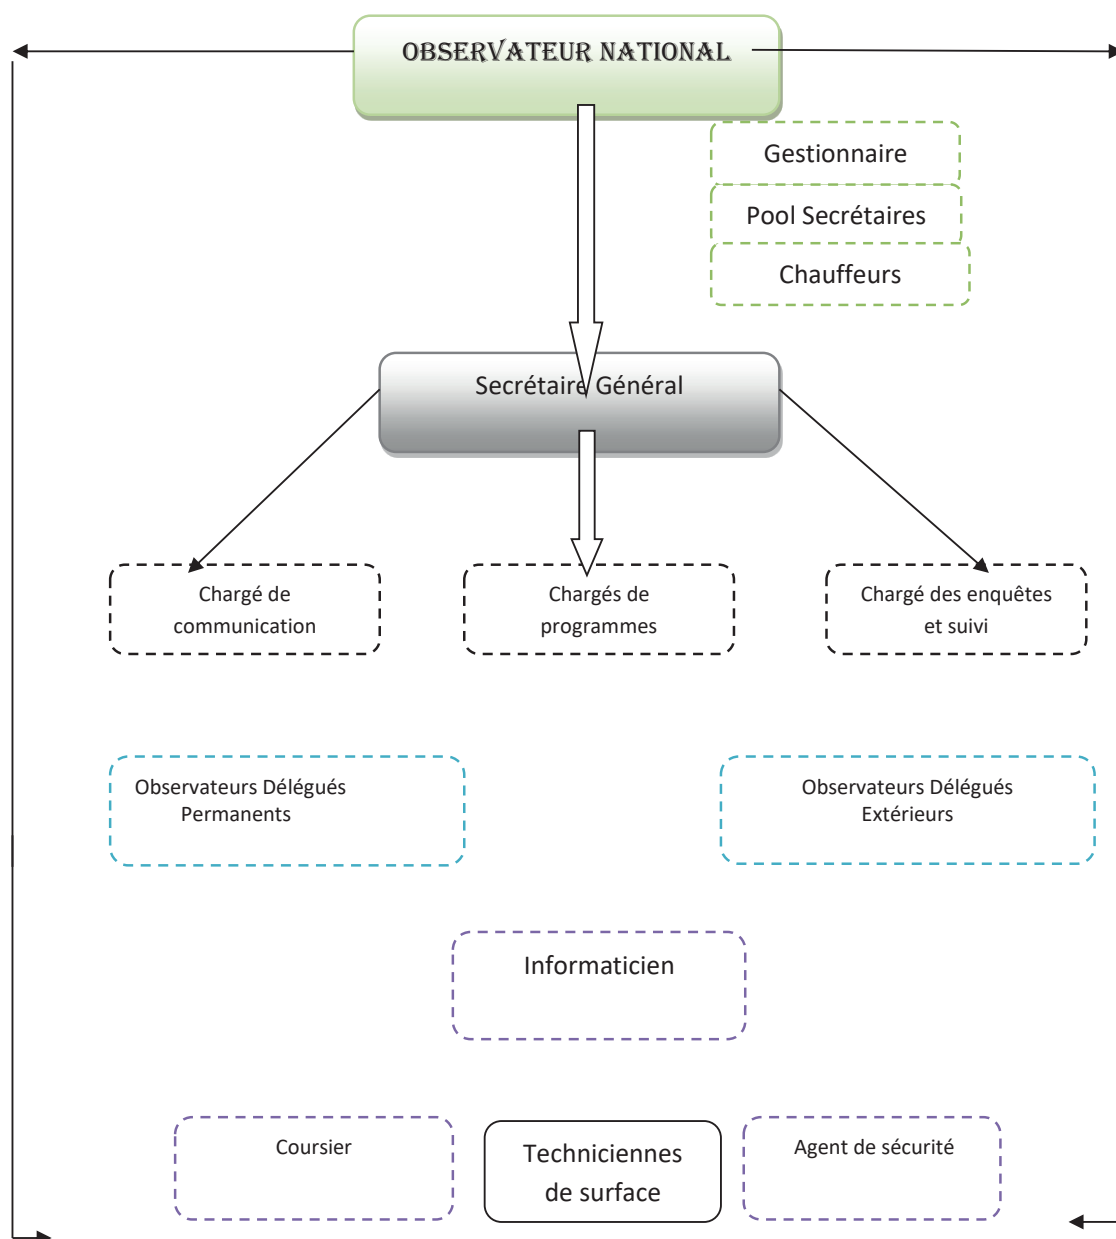 OBSERVATEUR NATIONAL
Gestionnaire
Pool Secrétaires
Chauffeurs
Secrétaire Général
Chargé de
communication
Chargés de
programmes
Chargé des enquêtes
et suivi
Observateurs Délégués
Permanents
Observateurs Délégués
Extérieurs
Informaticien
Coursier
Techniciennes
de surface
Agent de sécurité